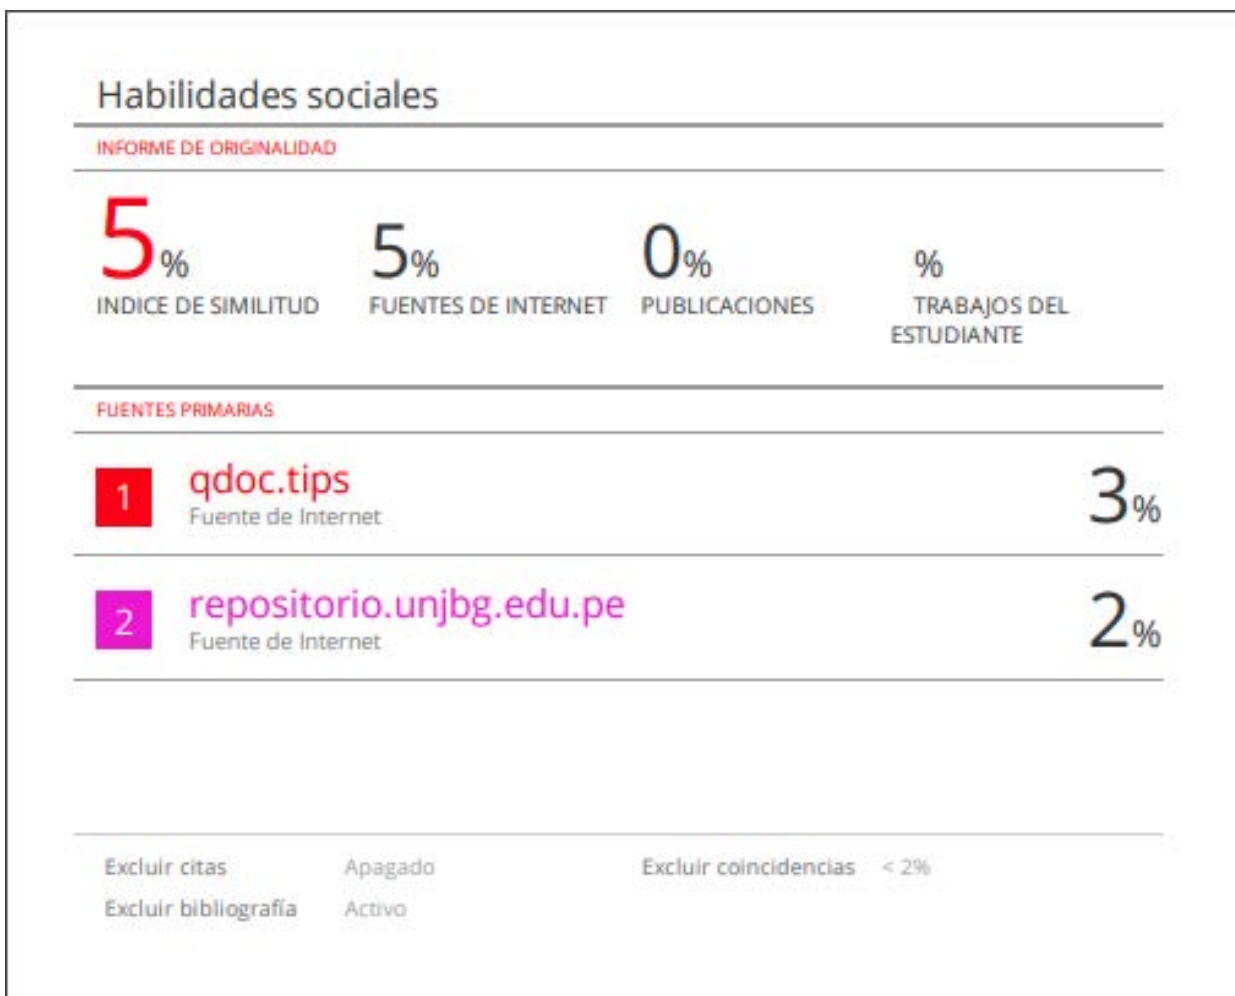 Habilidades sociales
INFORME DE ORIGINALIDAD
5% 5% 0% %
INDICE DE SIMILITUD FUENTES DE INTERNET PUBLICACIONES TRABAJOS DEL
ESTUDIANTE
FUENTES PRIMARIAS
1 qdoc.tips 3%
Fuente de Internet
2 repositorio.unjbg.edu.pe 2%
Fuente de Internet
Excluir citas Apagado Excluir coincidencias < 2%
Excluir bibliografía Activo